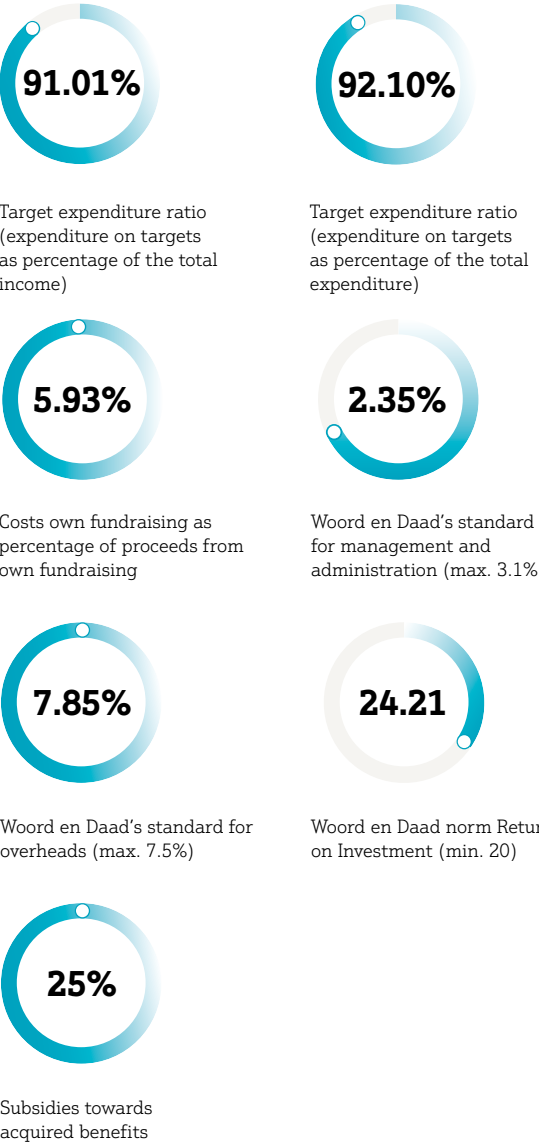 91.01%
Target expenditure ratio
(expenditure on targets
as percentage of the total
income)
92.10%
Target expenditure ratio
(expenditure on targets
as percentage of the total
expenditure)
5.93%
Costs own fundraising as
percentage of proceeds from
own fundraising
2.35%
Woord en Daad's standard
for management and
administration (max. 3.1%
7.85%
Woord en Daad's standard for
overheads (max. 7.5%)
24.21
Woord en Daad norm Retur
on Investment (min. 20)
25%
Subsidies towards
acquired benefits